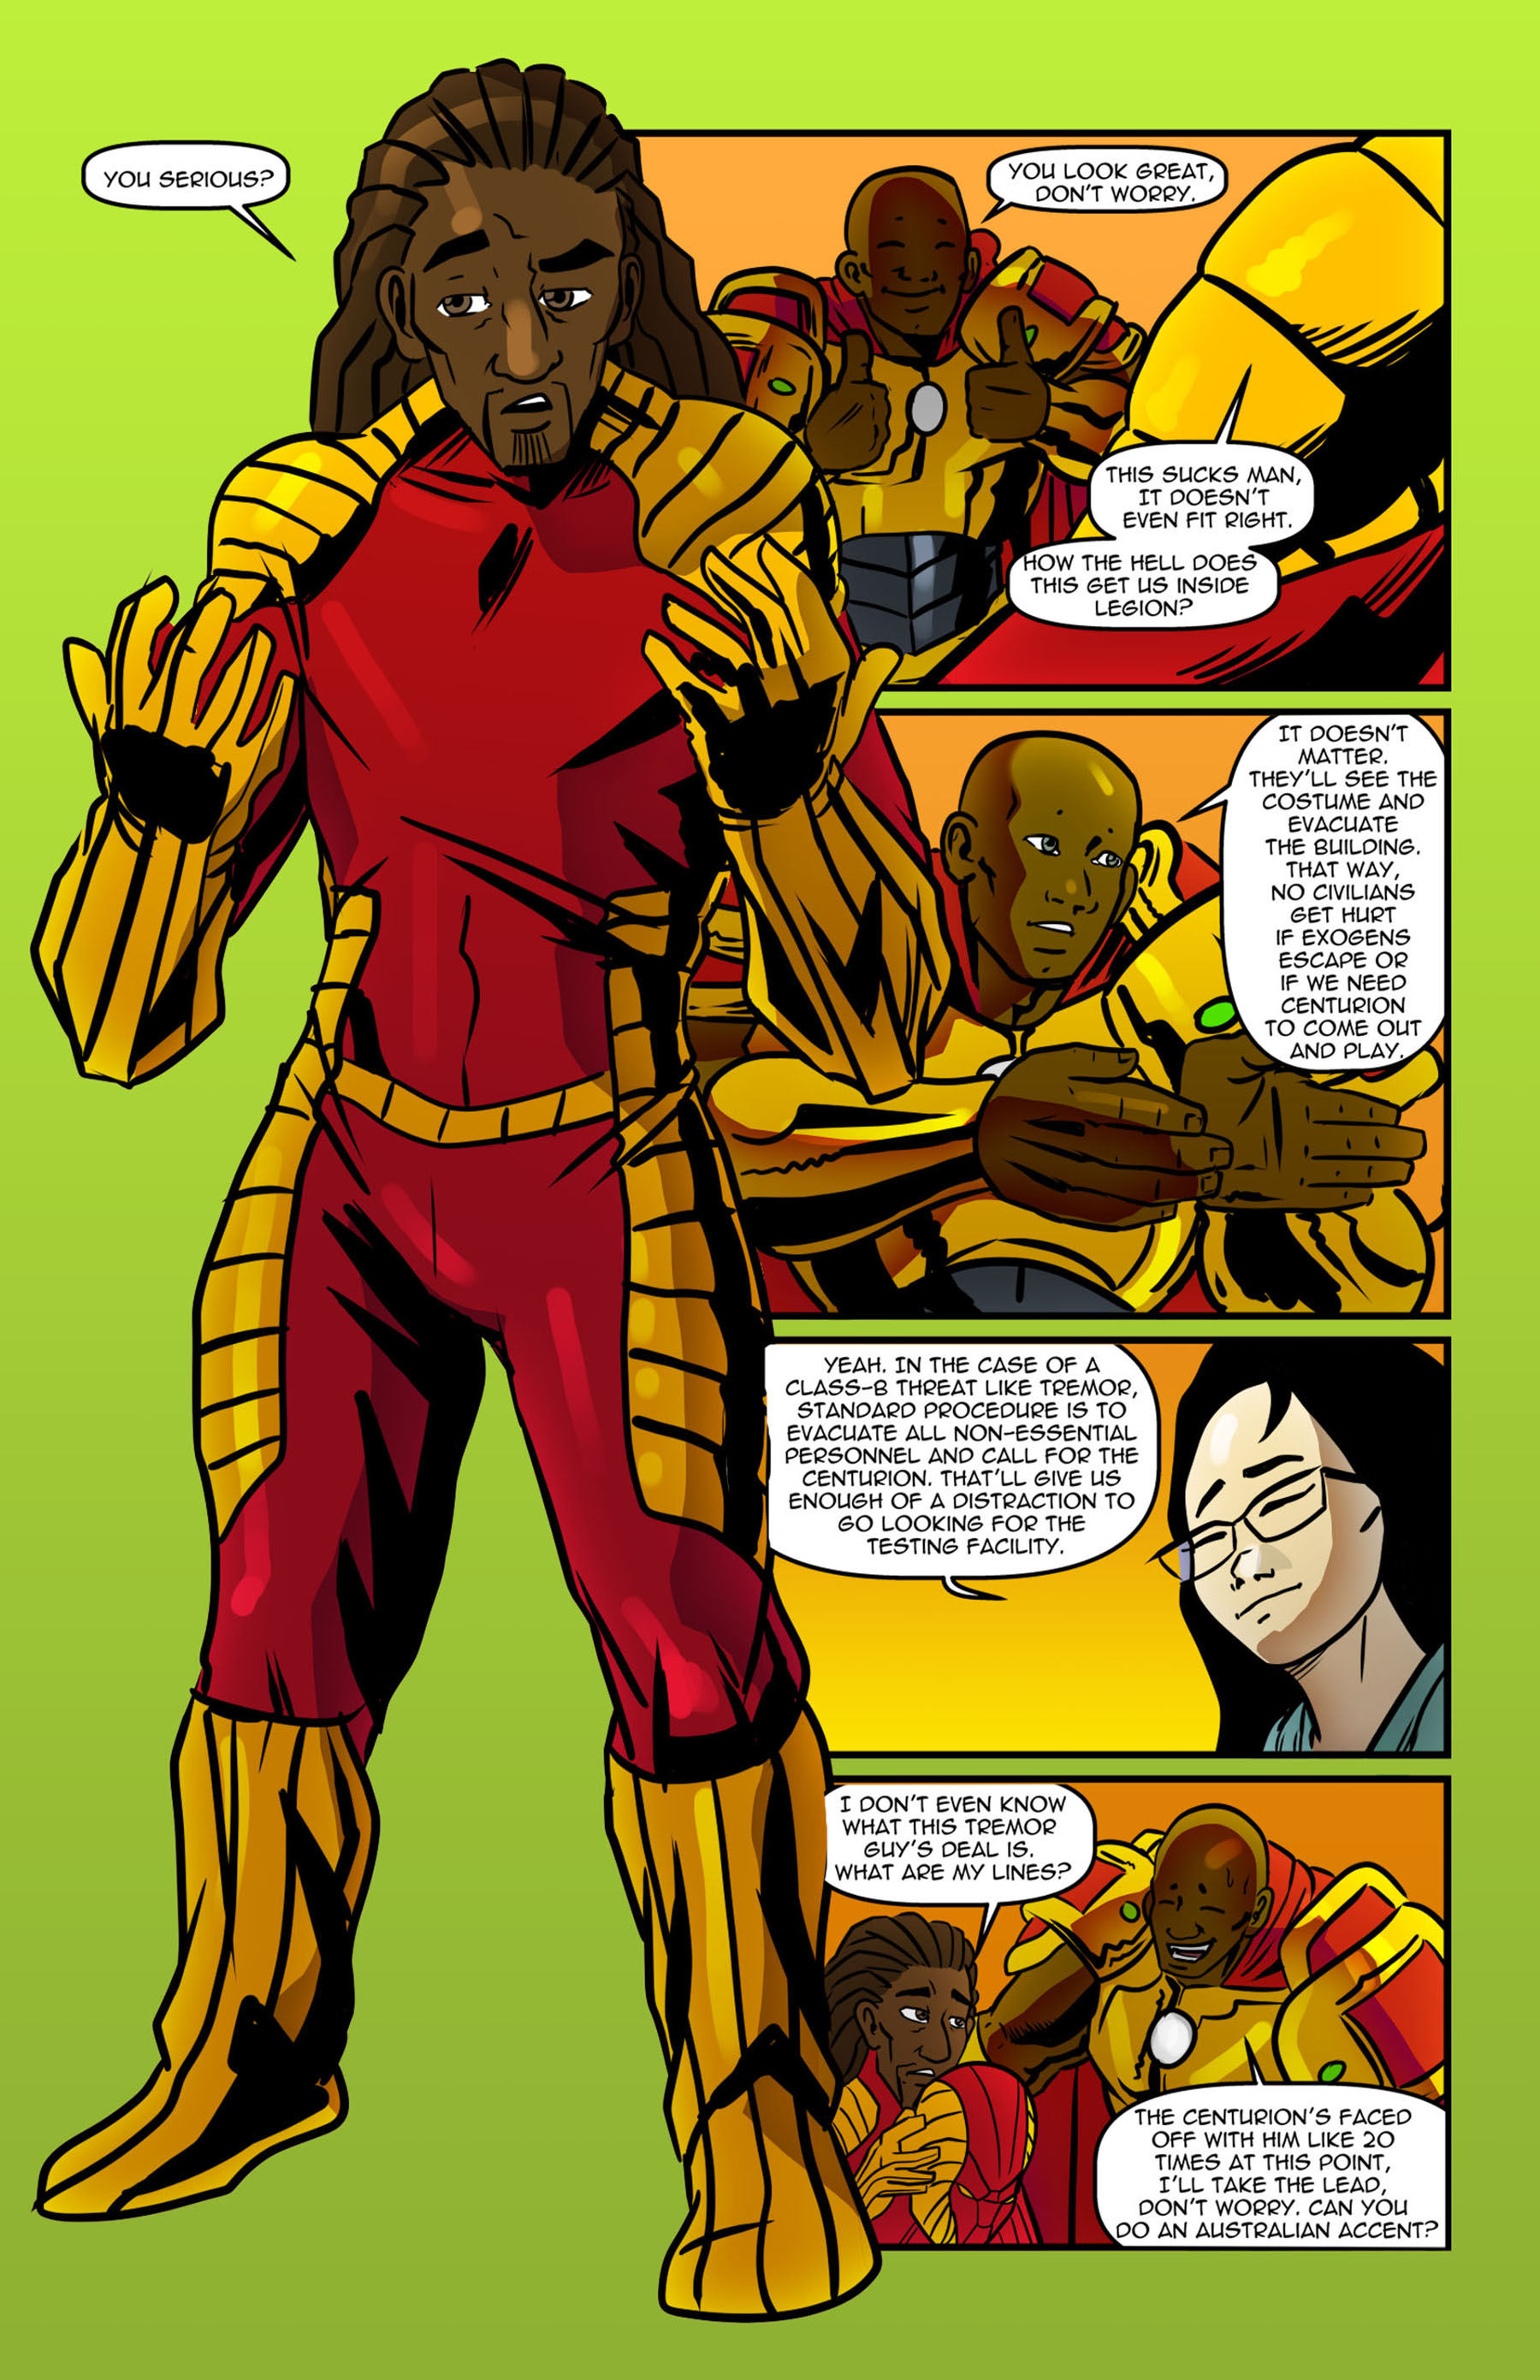 YOU SERIOUS?
YOU LOOK GREAT,
DON'T WORRY.
THIS SUCKS MAN,
IT DOESN'T
EVEN FIT RIGHT.
HOW THE HELL DOES
THIS GET US INSIDE
LEGION?
IT DOESN'T
MATTER.
THEY'LL SEE THE
COSTUME AND
EVACUATE
THE BUILDING.
THAT WAY,
NO CIVILIANS
GET HURT
IF EXOGENS
ESCAPE OR
IF WE NEED
CENTURION
TO COME OUT
AND PLAY.
YEAH. IN THE CASE OF A
CLASS-B THREAT LIKE TREMOR,
STANDARD PROCEDURE IS TO
EVACUATE ALL NON-ESSENTIAL
PERSONNEL AND CALL FOR THE
CENTURION. THAT'LL GIVE US
ENOUGH OF A DISTRACTION TO
GO LOOKING FOR THE
TESTING FACILITY.
I DON'T EVEN KNOW
WHAT THIS TREMOR
GUY'S DEAL IS.
WHAT ARE MY LINES?
THE CENTURION'S FACED
OFF WITH HIM LIKE 20
TIMES AT THIS POINT,
I'LL TAKE THE LEAD,
DON'T WORRY. CAN YOU
DO AN AUSTRALIAN ACCENT?